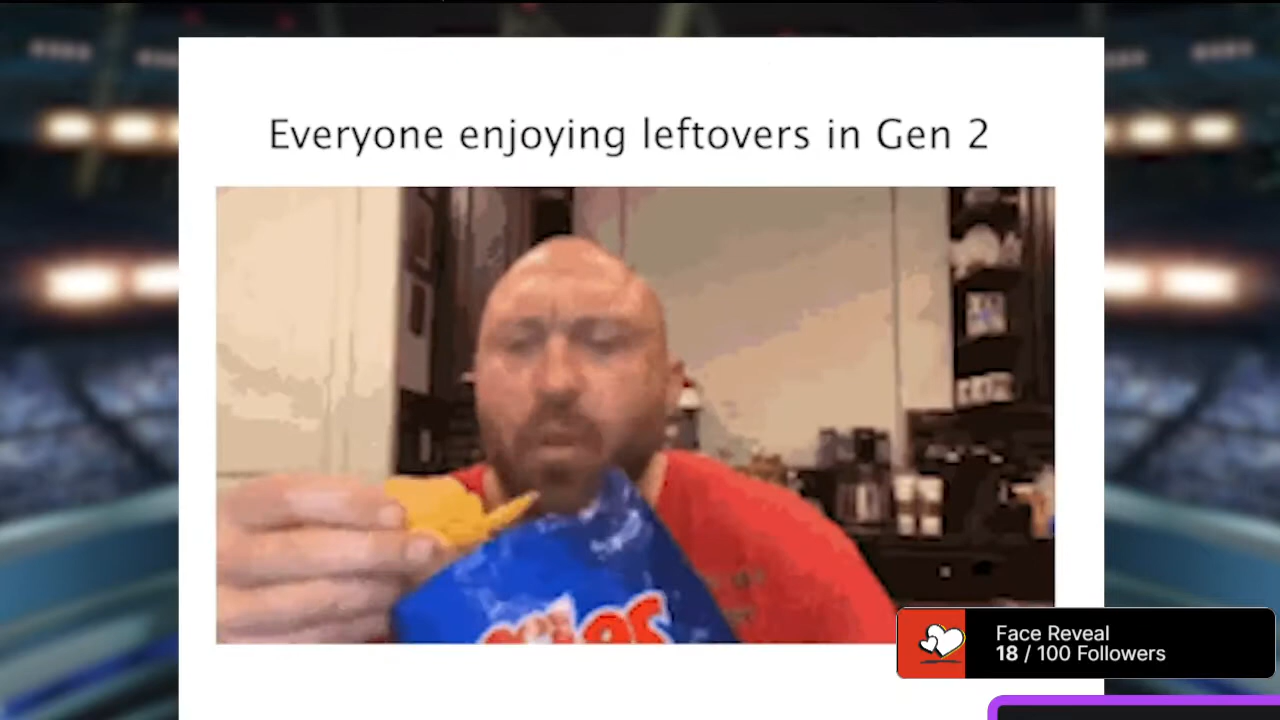 Everyone enjoying leftovers in Gen 2
Face Reveal
18 / 100 Followers